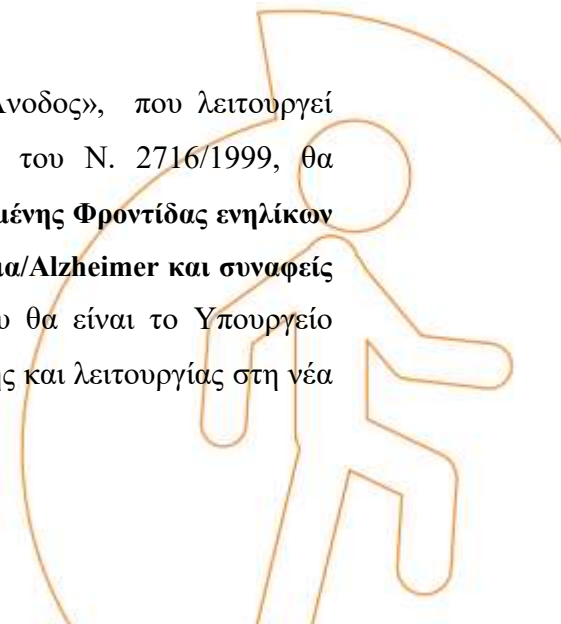 Άνοδος», που λειτουργεί
του Ν. 2716/1999, θα
μένης Φροντίδας ενηλίκων
ια/Alzheimer και συναφείς
υ θα είναι το Υπουργείο
ης και λειτουργίας στη νέα